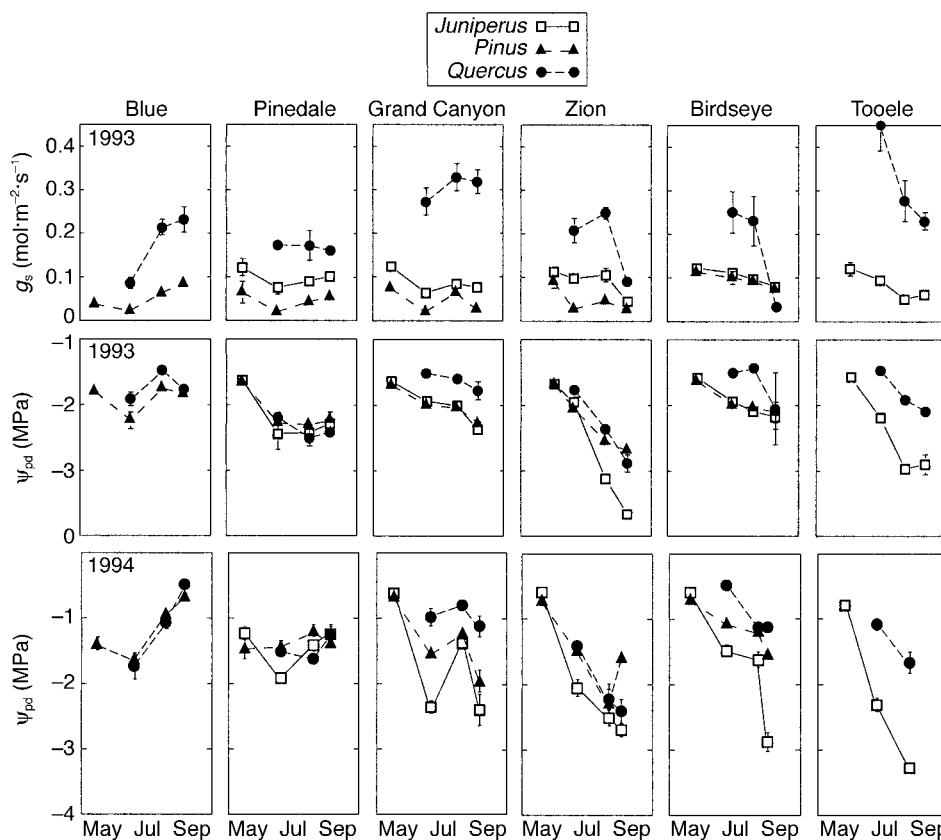 Juniperus
Pinus
Quercus
Blue Pinedale Grand Canyon Zion Birdseye Tooele
1993
0.4
0.3
0.2
0.1
0
gs (mol·m⁻²·s⁻¹)
1993
−1
−2
−3
0
Ψpd (MPa)
1994
−1
−2
−3
−4
Ψpd (MPa)
May Jul Sep May Jul Sep May Jul Sep May Jul Sep May Jul Sep May Jul Sep